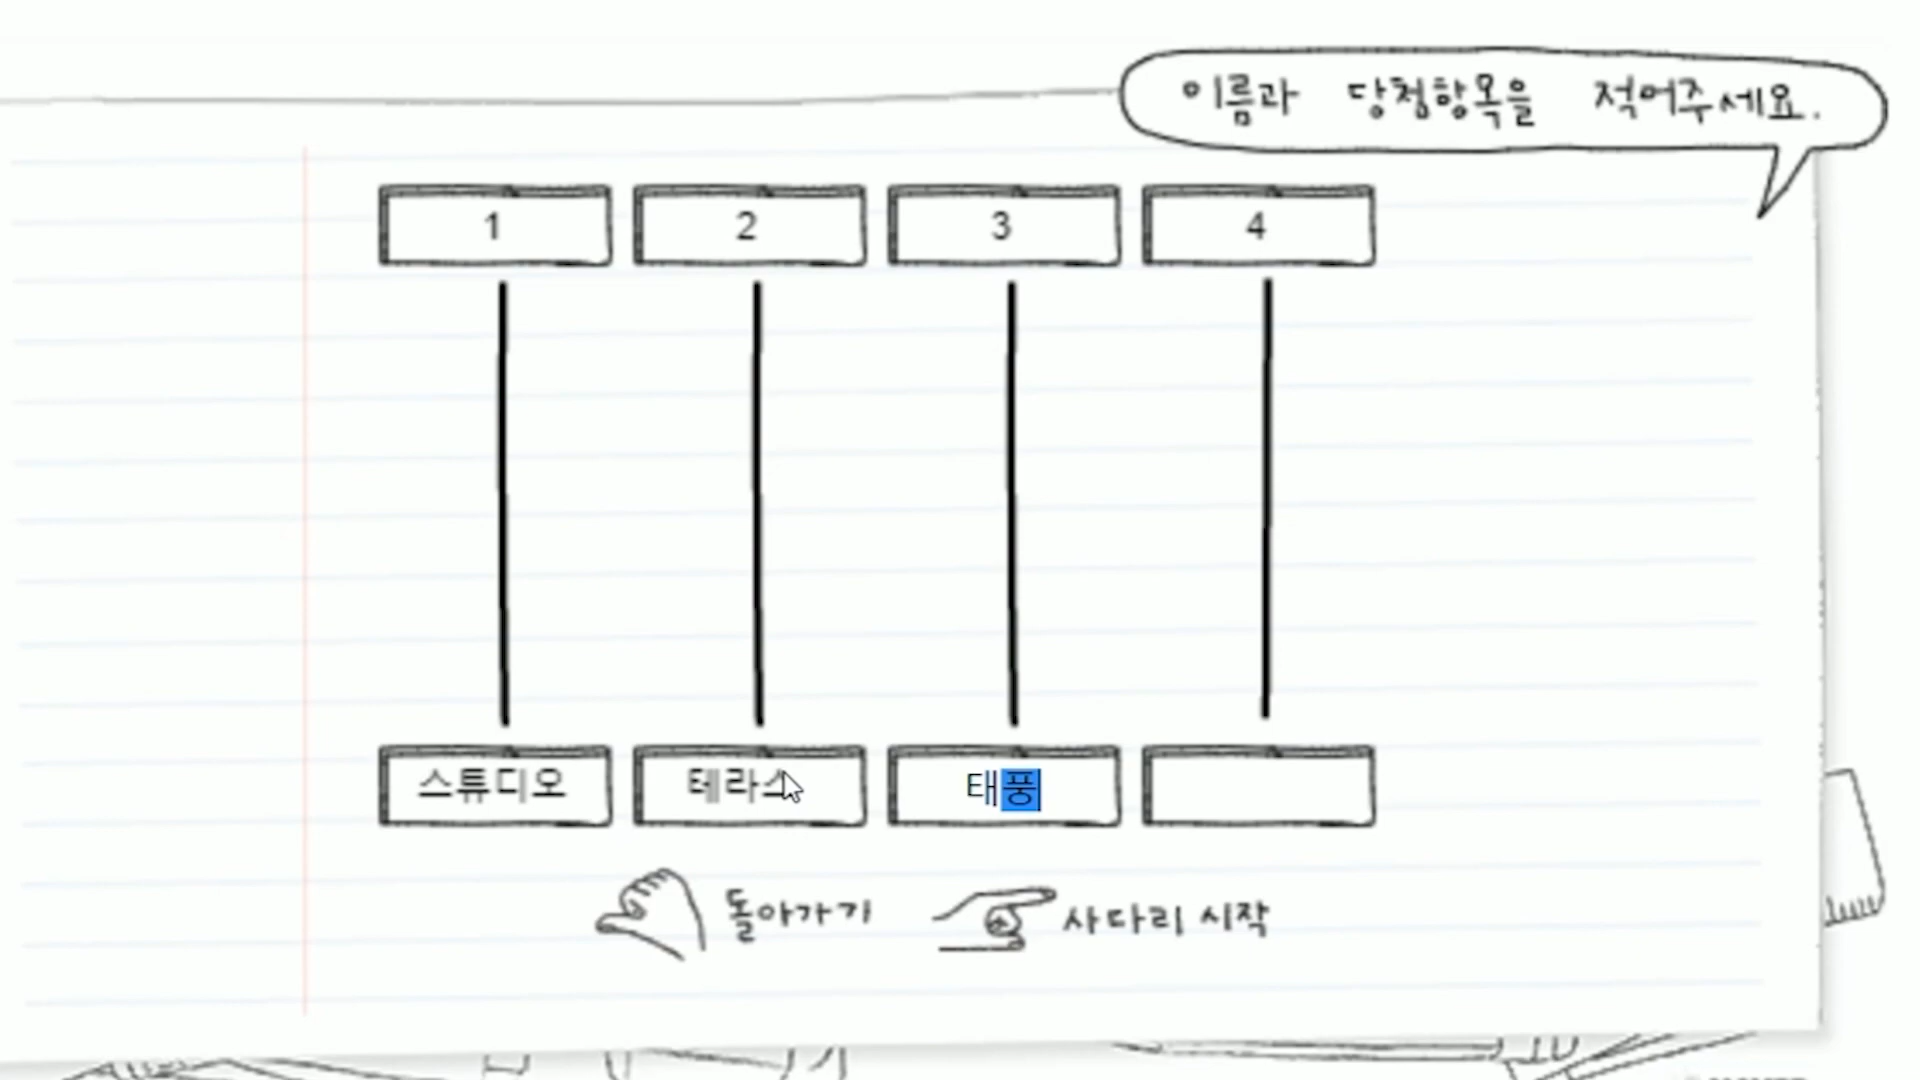 이름과 당첨항목을 적어주세요.
1 2 3 4
스튜디오 테라스 태풍
돌아가기 사다리 시작